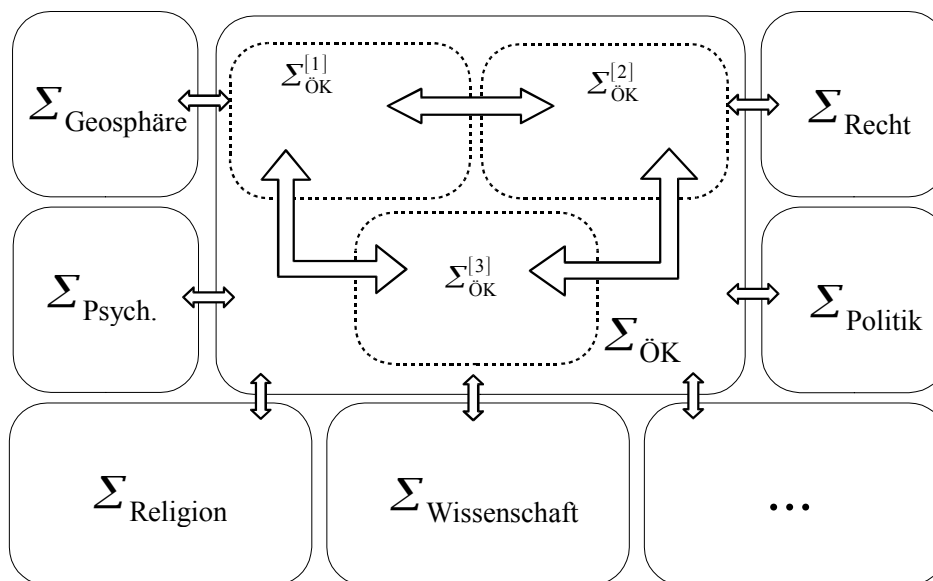 Σ Geosphäre
Σ ÖK [1]
Σ ÖK [2]
Σ Recht
Σ Psych.
Σ ÖK [3]
Σ ÖK
Σ Politik
Σ Religion
Σ Wissenschaft
...